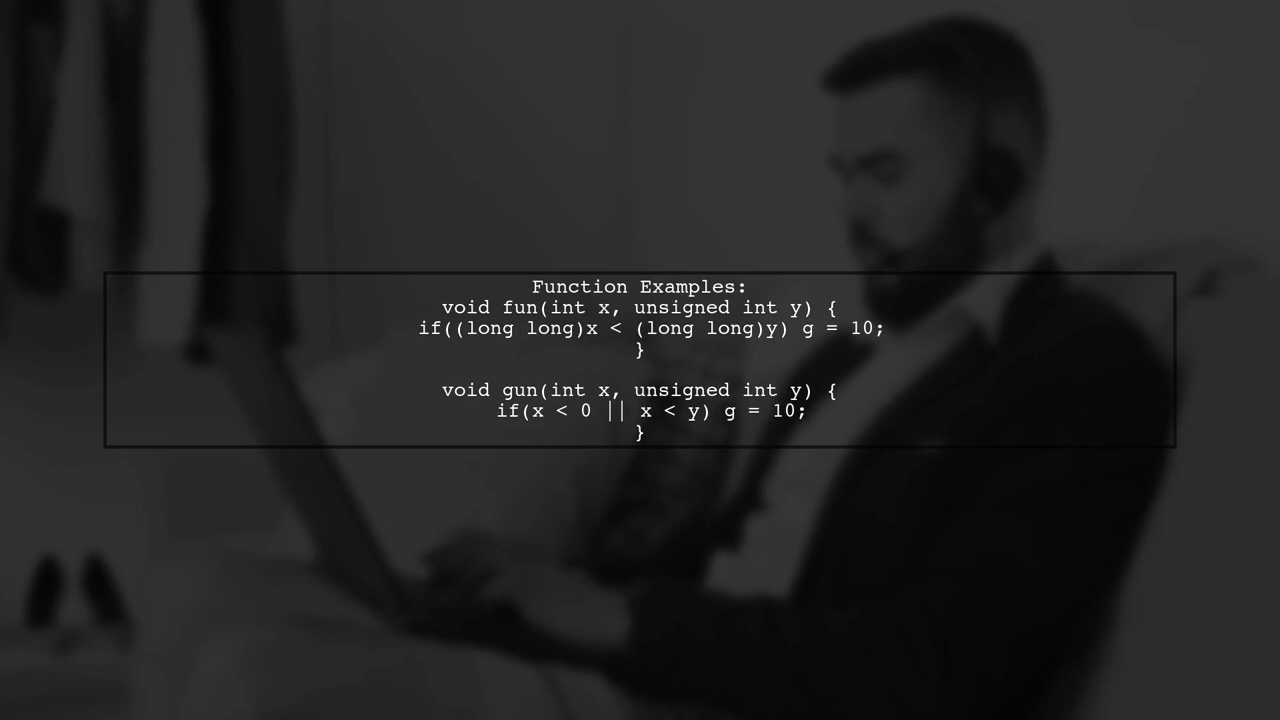 Function Examples:
void fun(int x, unsigned int y) {
if((long long)x < (long long)y) g = 10;
}
void gun(int x, unsigned int y) {
if(x < 0 || x < y) g = 10;
}